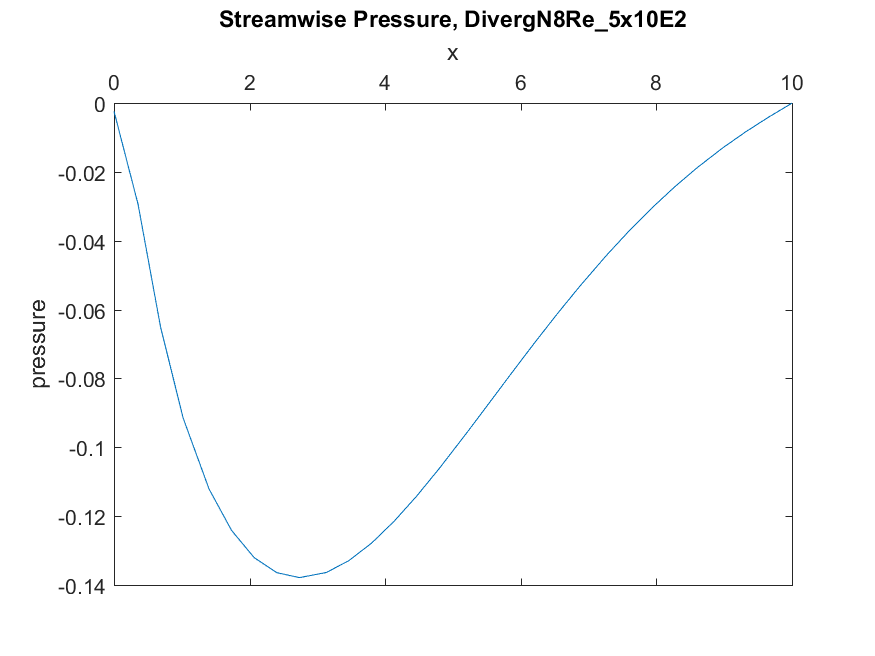 Streamwise Pressure, DivergN8Re_5x10E2
x
0 2 4 6 8 10
0
-0.02
-0.04
-0.06
-0.08
-0.1
-0.12
-0.14
pressure